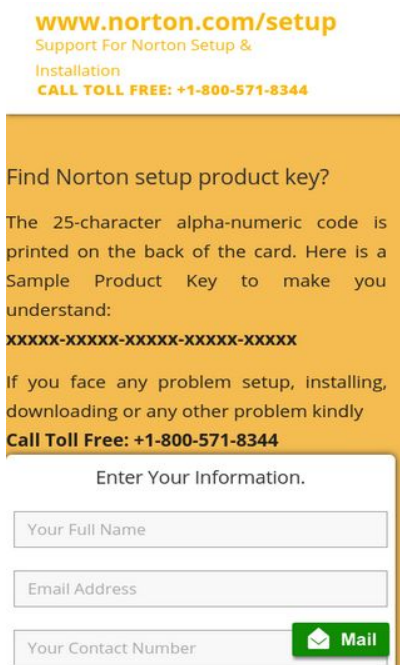 www.norton.com/setup
Support For Norton Setup &
Installation
CALL TOLL FREE: +1-800-571-8344
Find Norton setup product key?
The 25-character alpha-numeric code is
printed on the back of the card. Here is a
Sample Product Key to make you
understand:
xxxxx-xxxxx-xxxxx-xxxxx-xxxxx
If you face any problem setup, installing,
downloading or any other problem kindly
Call Toll Free: +1-800-571-8344
Enter Your Information.
Your Full Name
Email Address
Your Contact Number
Mail